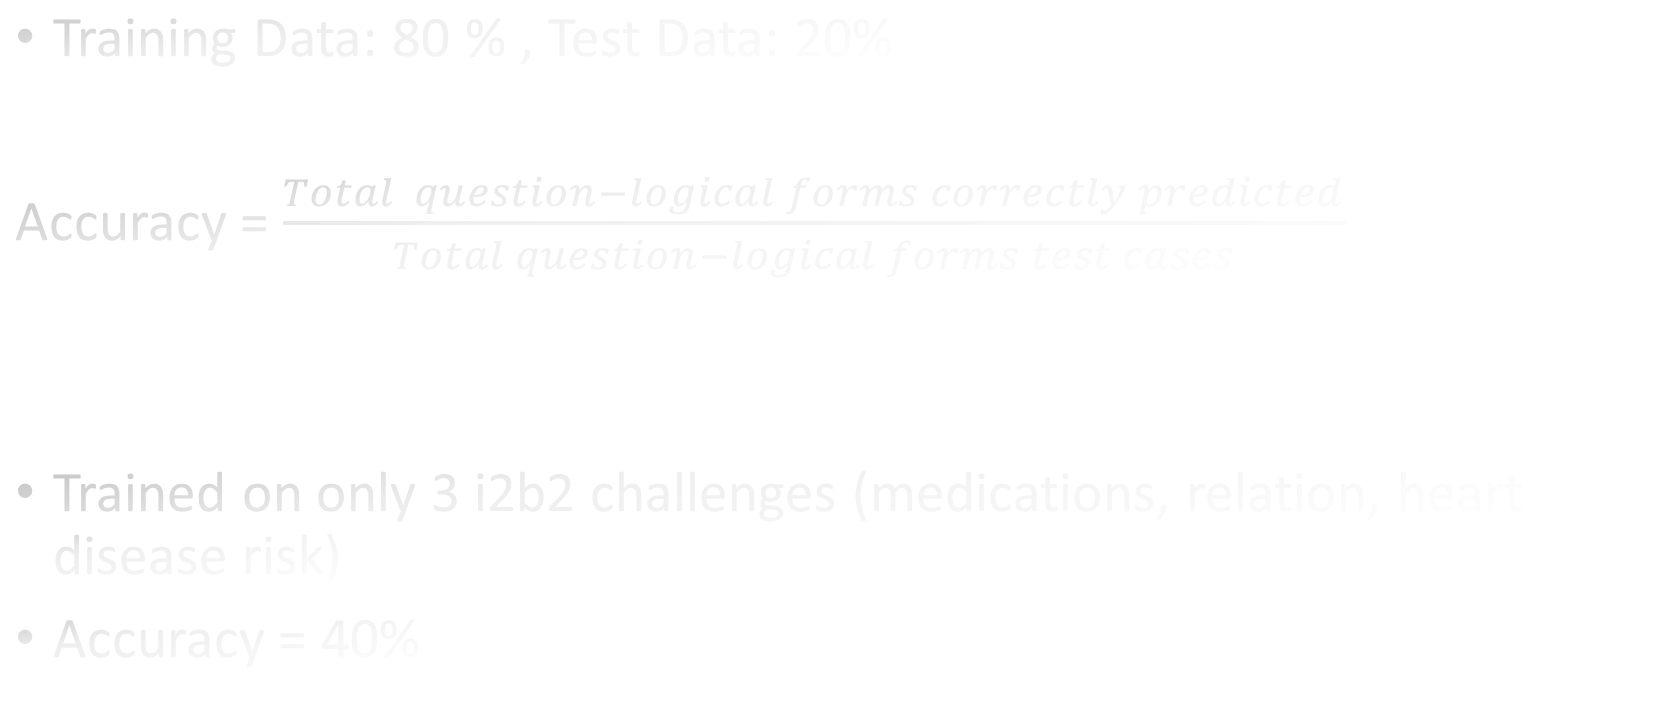 • Training Data: 80 % , Test Data: 20%
Accuracy = Total question−logical forms correctly predicted
Total question−logical forms test cases
• Trained on only 3 i2b2 challenges (medications, relation, heart
disease risk)
• Accuracy = 40%